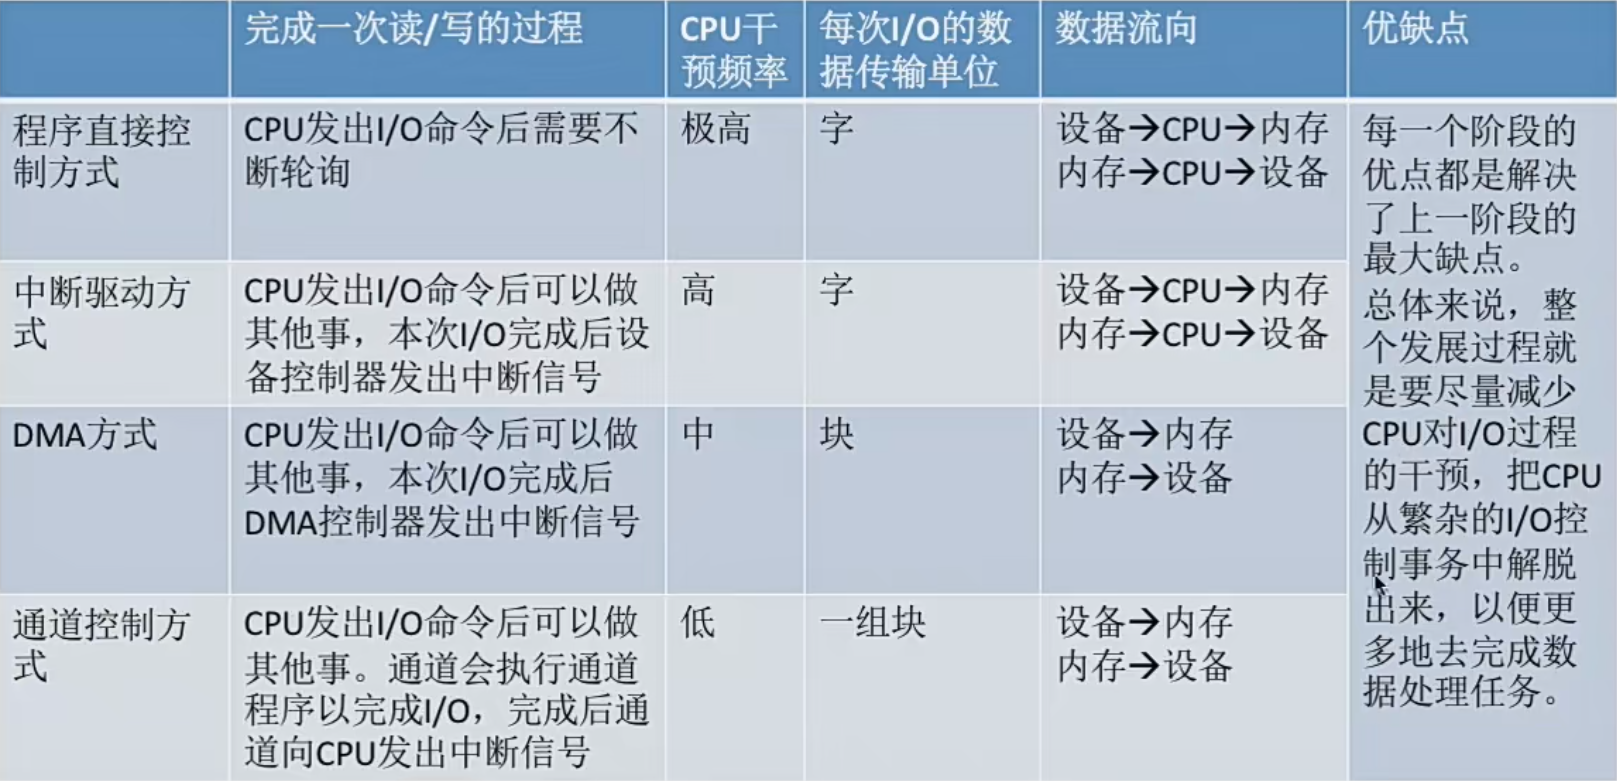 完成一次读/写的过程
CPU干
预频率
每次I/O的数
据传输单位
数据流向
优缺点
程序直接控
制方式
CPU发出I/O命令后需要不
断轮询
极高
字
设备→CPU→内存
内存→CPU→设备
每一个阶段的
优点都是解决
了上一阶段的
最大缺点。
总体来说，整
个发展过程就
是要尽量减少
CPU对I/O过程
的干预，把CPU
从繁杂的I/O控
制事务中解脱
出来，以便更
多地去完成数
据处理任务。
中断驱动方
式
CPU发出I/O命令后可以做
其他事，本次I/O完成后设
备控制器发出中断信号
高
字
设备→CPU→内存
内存→CPU→设备
DMA方式
CPU发出I/O命令后可以做
其他事，本次I/O完成后
DMA控制器发出中断信号
中
块
设备→内存
内存→设备
通道控制方
式
CPU发出I/O命令后可以做
其他事。通道会执行通道
程序以完成I/O，完成后通
道向CPU发出中断信号
低
一组块
设备→内存
内存→设备